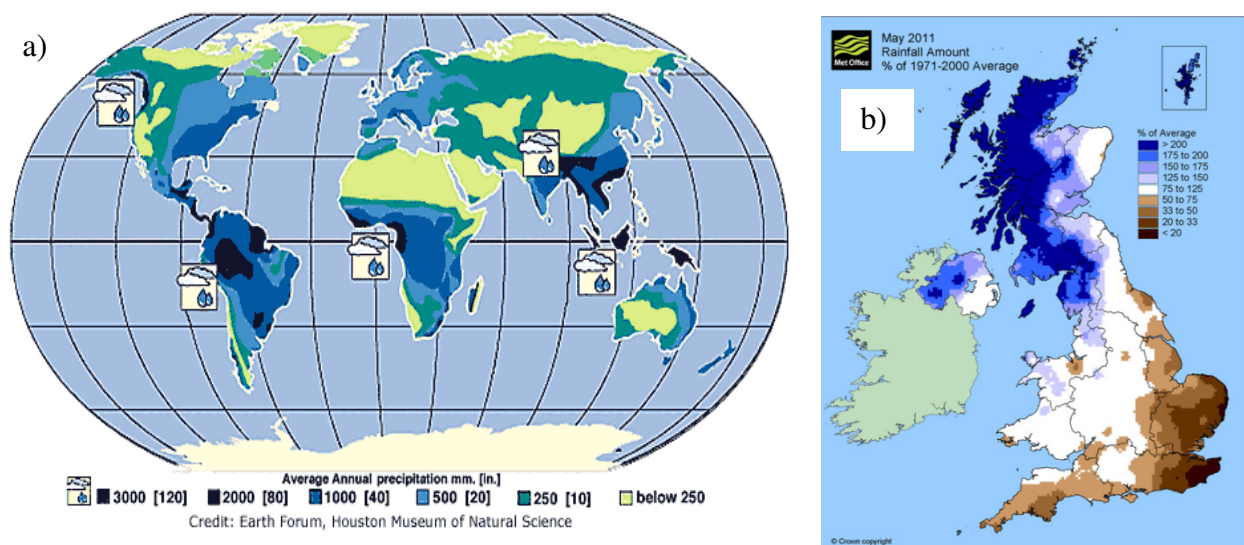 a)
Average Annual precipitation mm. [in.]
3000 [120] 2000 [80] 1000 [40] 500 [20] 250 [10] below 250
Credit: Earth Forum, Houston Museum of Natural Science
Met Office
May 2011
Rainfall Amount
% of 1971-2000 Average
b)
% of Average
> 200
175 to 200
150 to 175
125 to 150
75 to 125
50 to 75
33 to 50
20 to 33
< 20
© Crown copyright